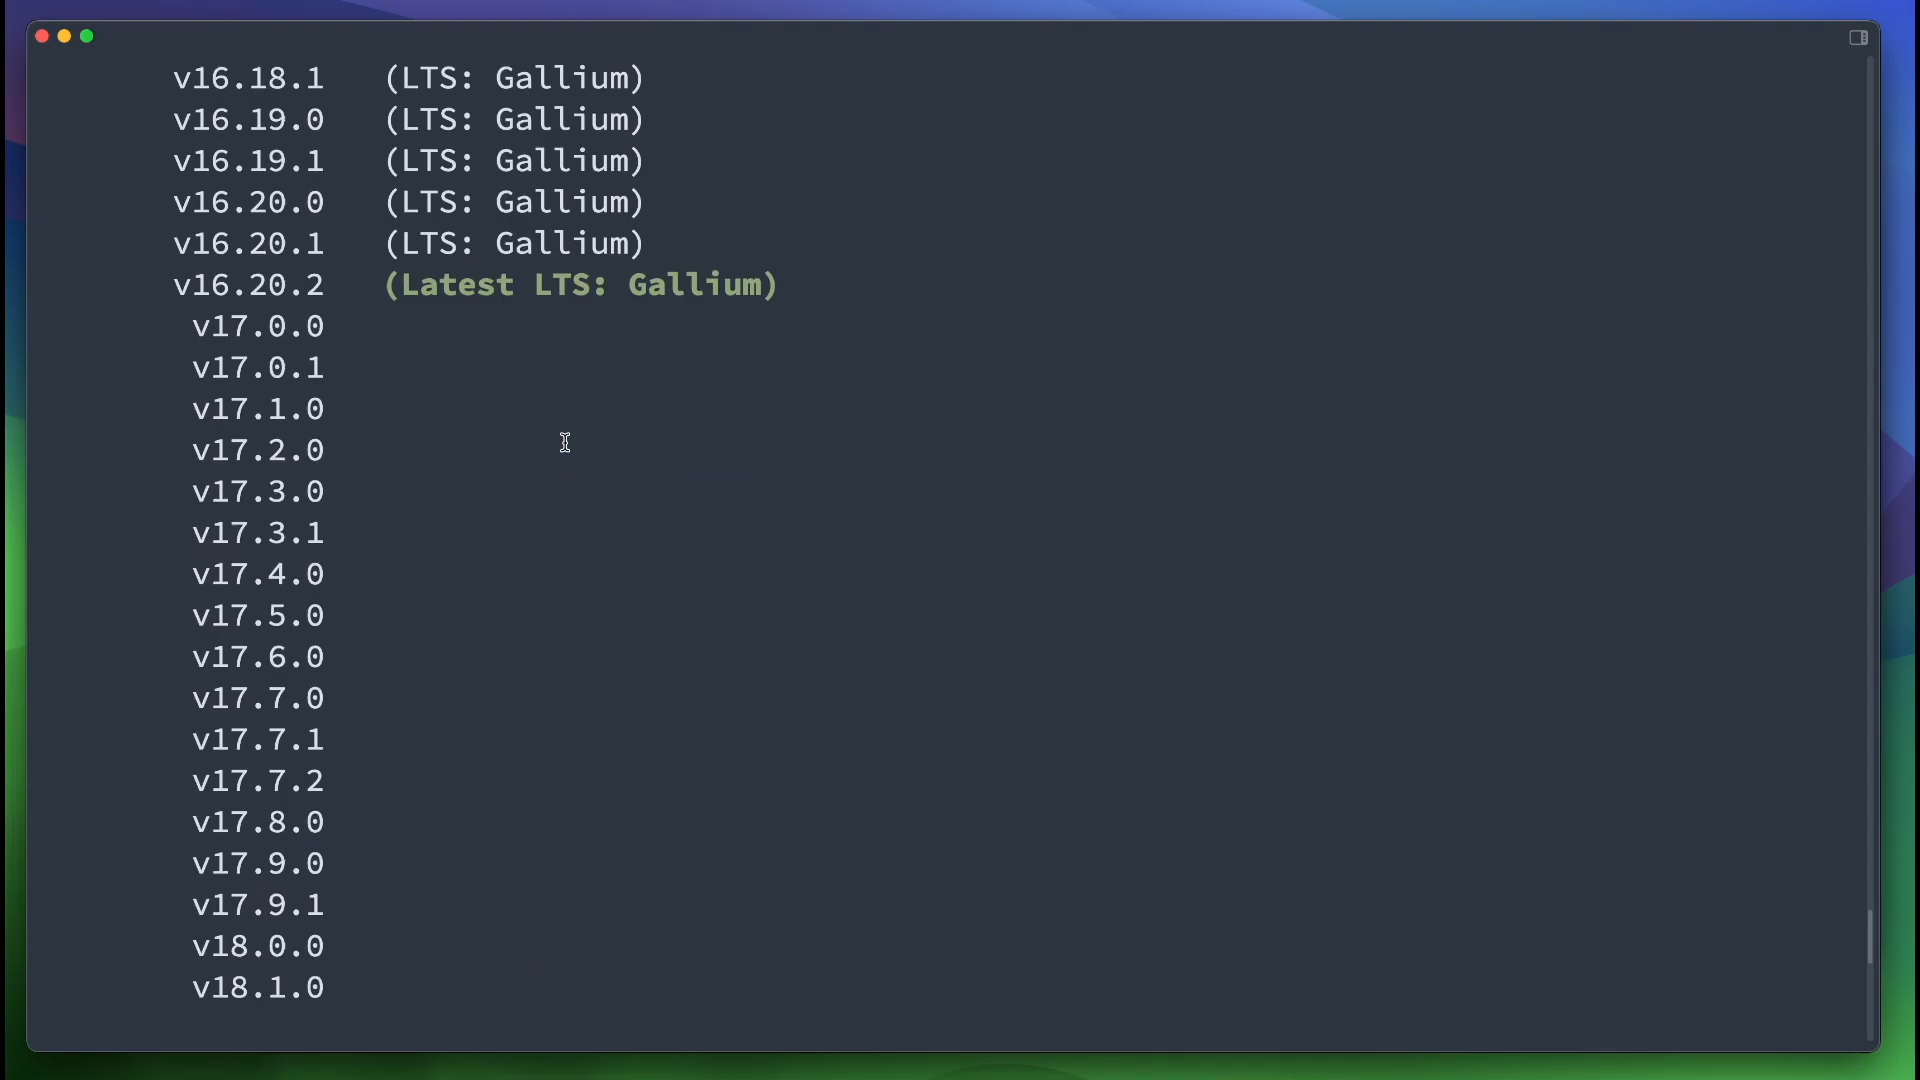 v16.18.1 (LTS: Gallium)
v16.19.0 (LTS: Gallium)
v16.19.1 (LTS: Gallium)
v16.20.0 (LTS: Gallium)
v16.20.1 (LTS: Gallium)
v16.20.2 (Latest LTS: Gallium)
v17.0.0
v17.0.1
v17.1.0
v17.2.0
v17.3.0
v17.3.1
v17.4.0
v17.5.0
v17.6.0
v17.7.0
v17.7.1
v17.7.2
v17.8.0
v17.9.0
v17.9.1
v18.0.0
v18.1.0